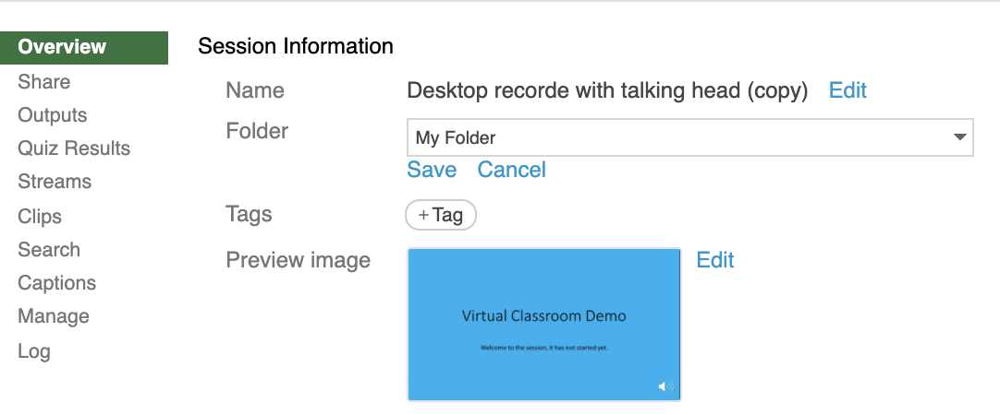 Overview
Share
Outputs
Quiz Results
Streams
Clips
Search
Captions
Manage
Log
Session Information
Name Desktop recorde with talking head (copy) Edit
Folder My Folder
Save Cancel
Tags + Tag
Preview image Edit
Virtual Classroom Demo
Welcome to the session, it has not started yet.